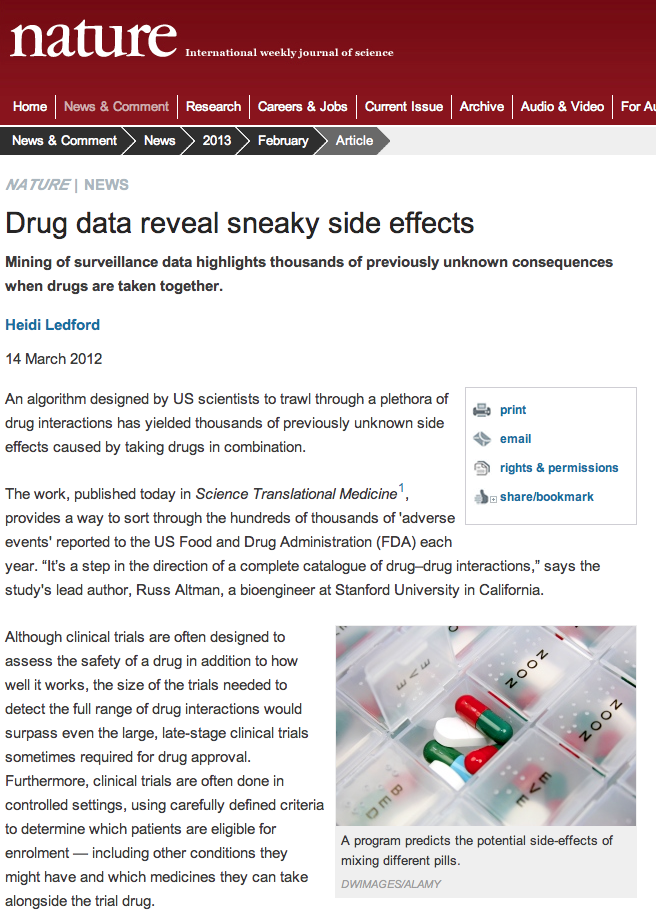 nature International weekly journal of science
Home News & Comment Research Careers & Jobs Current Issue Archive Audio & Video For Au
News & Comment News 2013 February Article
NATURE | NEWS
Drug data reveal sneaky side effects
Mining of surveillance data highlights thousands of previously unknown consequences
when drugs are taken together.
Heidi Ledford
14 March 2012
An algorithm designed by US scientists to trawl through a plethora of
drug interactions has yielded thousands of previously unknown side
effects caused by taking drugs in combination.
print
email
rights & permissions
share/bookmark
The work, published today in Science Translational Medicine1,
provides a way to sort through the hundreds of thousands of 'adverse
events' reported to the US Food and Drug Administration (FDA) each
year. “It’s a step in the direction of a complete catalogue of drug–drug interactions,” says the
study's lead author, Russ Altman, a bioengineer at Stanford University in California.
Although clinical trials are often designed to
assess the safety of a drug in addition to how
well it works, the size of the trials needed to
detect the full range of drug interactions would
surpass even the large, late-stage clinical trials
sometimes required for drug approval.
Furthermore, clinical trials are often done in
controlled settings, using carefully defined criteria
to determine which patients are eligible for
enrolment — including other conditions they
might have and which medicines they can take
alongside the trial drug.
EVE
NOON
NOON
EVE
BED
A program predicts the potential side-effects of
mixing different pills.
DWIMAGES/ALAMY